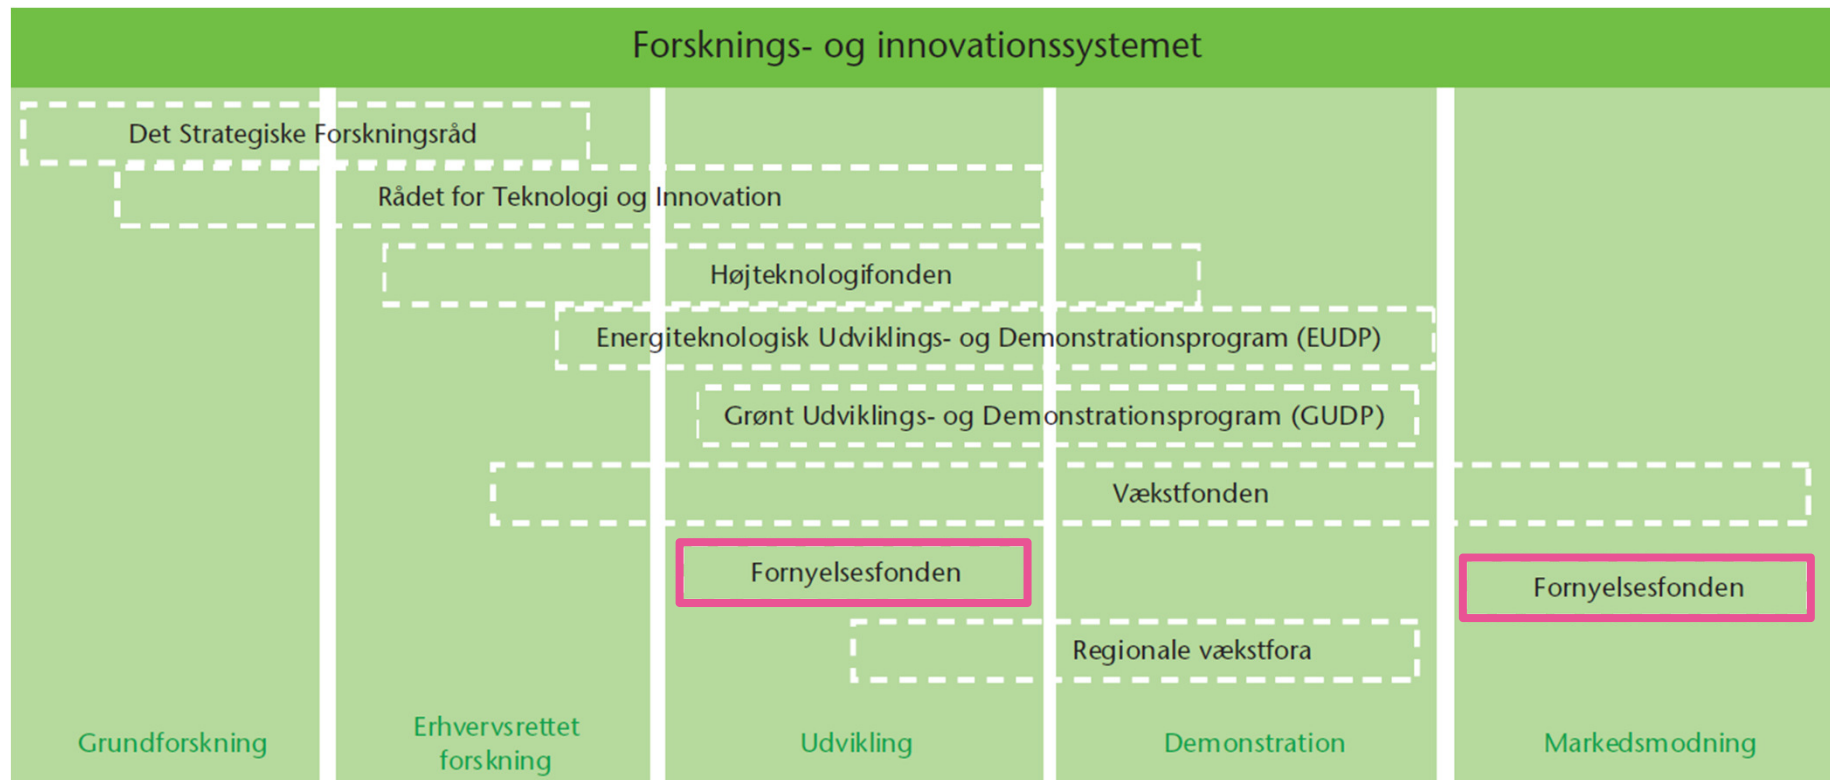 Forsknings- og innovationssystemet
Det Strategiske Forskningsråd
Rådet for Teknologi og Innovation
Højteknologifonden
Energiteknologisk Udviklings- og Demonstrationsprogram (EUDP)
Grønt Udviklings- og Demonstrationsprogram (GUDP)
Vækstfonden
Fornyelsesfonden
Fornyelsesfonden
Regionale vækstfora
Grundforskning
Erhvervsrettet
forskning
Udvikling
Demonstration
Markedsmodning